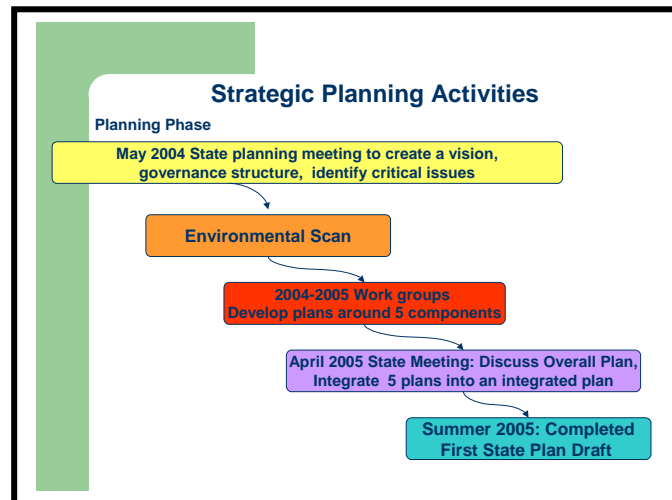 Strategic Planning Activities
Planning Phase
May 2004 State planning meeting to create a vision,
governance structure,  identify critical issues
Environmental Scan
2004-2005 Work groups
Develop plans around 5 components
April 2005 State Meeting: Discuss Overall Plan,
Integrate  5 plans into an integrated plan
Summer 2005: Completed
First State Plan Draft